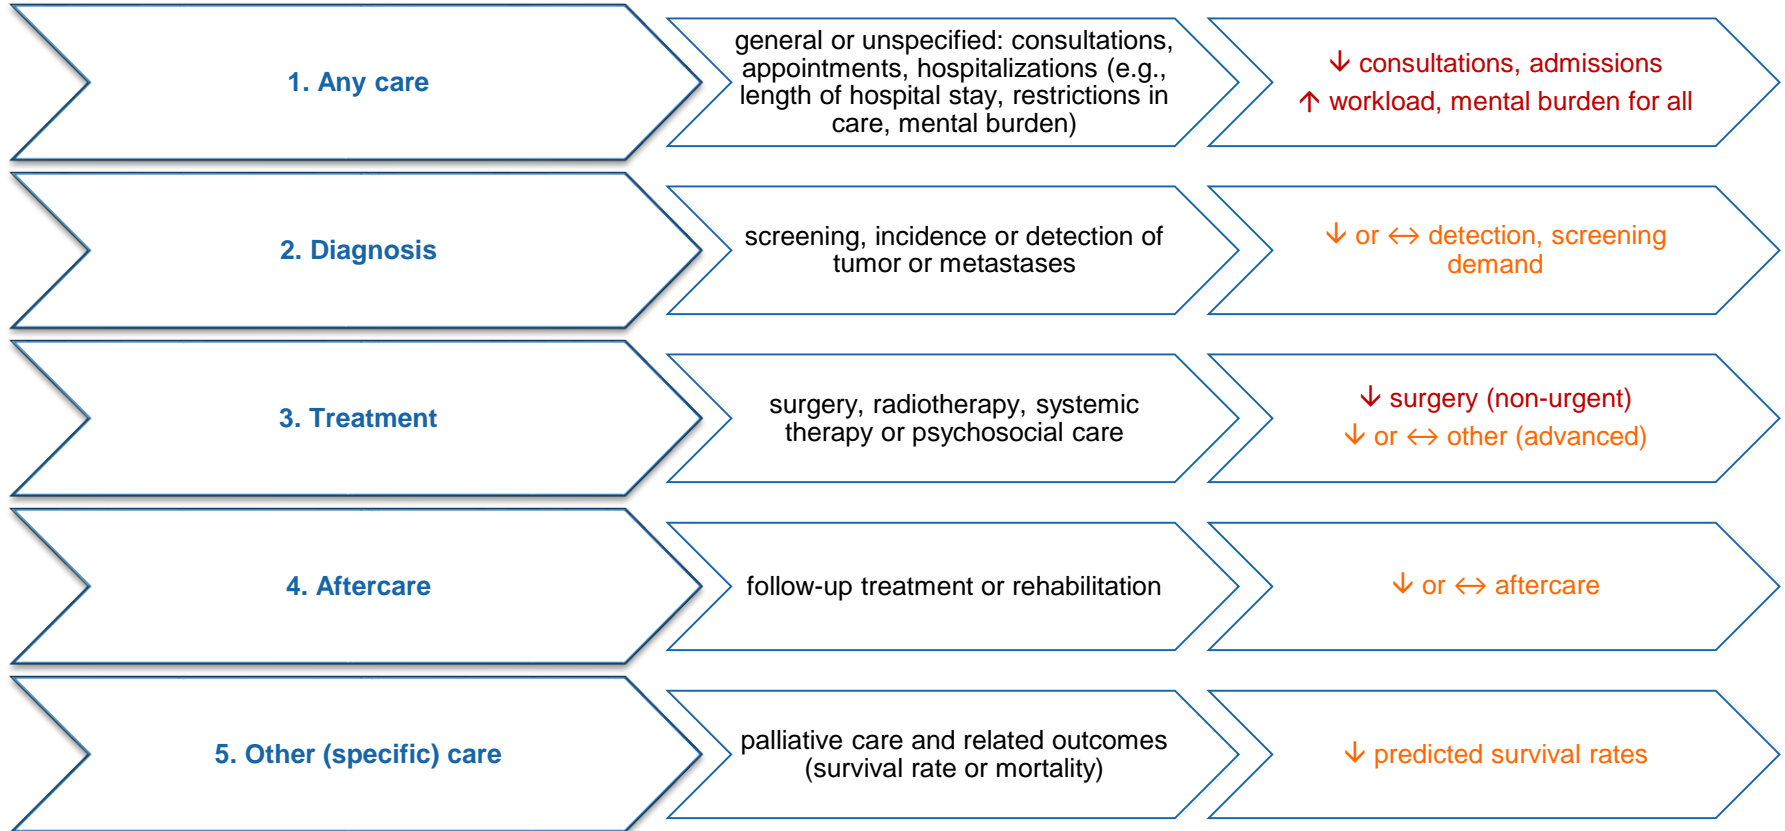 1. Any care
general or unspecified: consultations,
appointments, hospitalizations (e.g.,
length of hospital stay, restrictions in
care, mental burden)
↓ consultations, admissions
↑ workload, mental burden for all
2. Diagnosis
screening, incidence or detection of
tumor or metastases
↓ or ↔ detection, screening
demand
3. Treatment
surgery, radiotherapy, systemic
therapy or psychosocial care
↓ surgery (non-urgent)
↓ or ↔ other (advanced)
4. Aftercare
follow-up treatment or rehabilitation
↓ or ↔ aftercare
5. Other (specific) care
palliative care and related outcomes
(survival rate or mortality)
↓ predicted survival rates